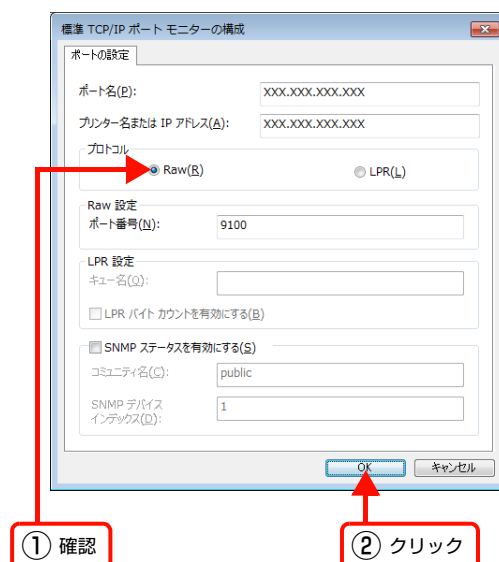 標準 TCP/IP ポート モニターの構成
ポートの設定
ポート名(P): XXX.XXX.XXX.XXX
プリンター名または IP アドレス(A): XXX.XXX.XXX.XXX
プロトコル
Raw(R) LPR(L)
Raw 設定
ポート番号(N): 9100
LPR 設定
キュー名(Q):
LPR バイト カウントを有効にする(B)
SNMP ステータスを有効にする(S)
コミュニティ名(C): public
SNMP デバイス
インデックス(D): 1
OK キャンセル
① 確認 ② クリック